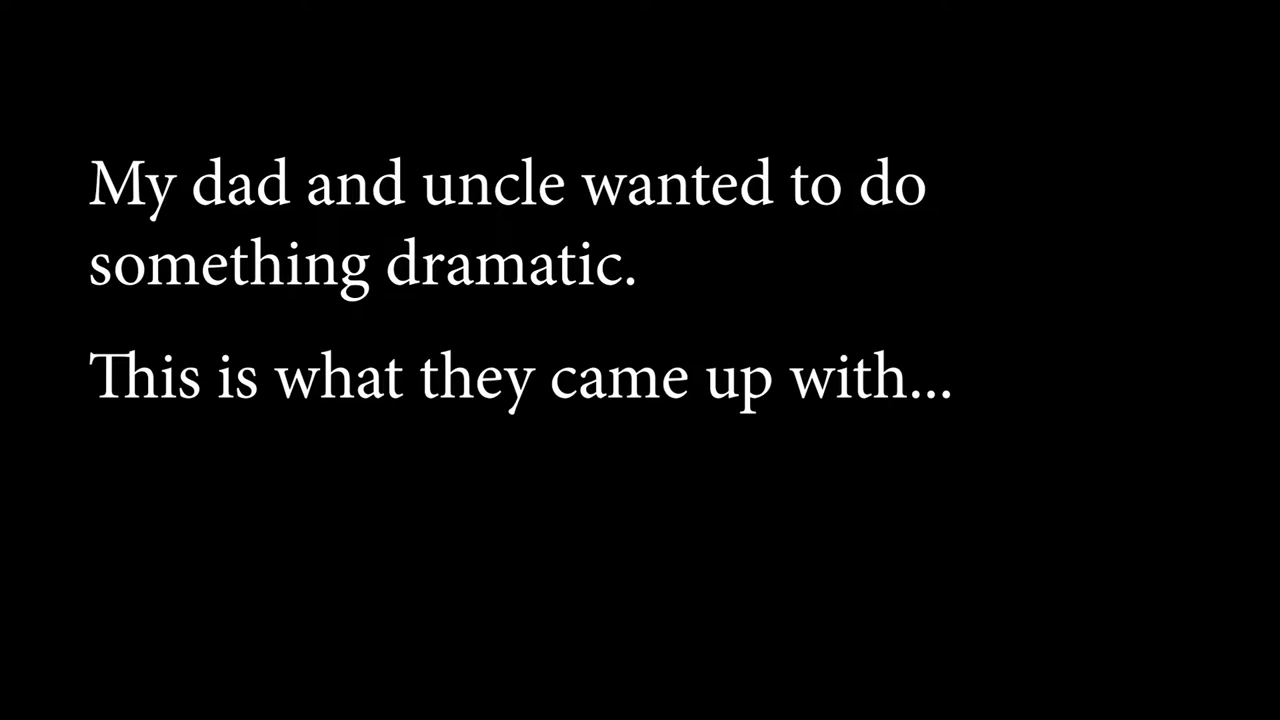 My dad and uncle wanted to do
something dramatic.
This is what they came up with...